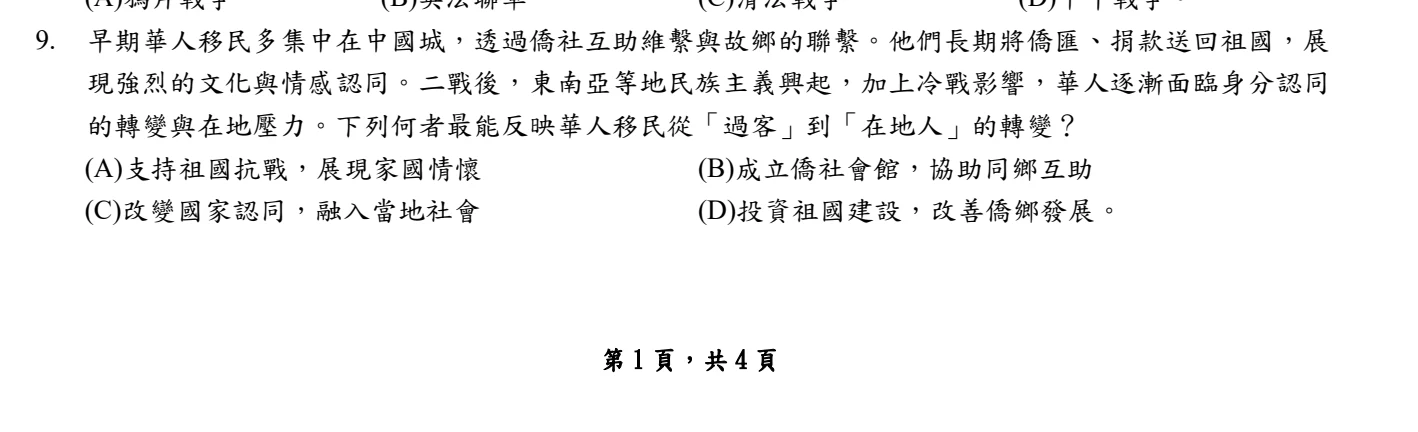 9. 早期華人移民多集中在中國城，透過僑社互助維繫與故鄉的聯繫。他們長期將僑匯、捐款送回祖國，展
現強烈的文化與情感認同。二戰後，東南亞等地民族主義興起，加上冷戰影響，華人逐漸面臨身分認同
的轉變與在地壓力。下列何者最能反映華人移民從「過客」到「在地人」的轉變？
(A)支持祖國抗戰，展現家國情懷 (B)成立僑社會館，協助同鄉互助
(C)改變國家認同，融入當地社會 (D)投資祖國建設，改善僑鄉發展。
第 1 頁，共 4 頁